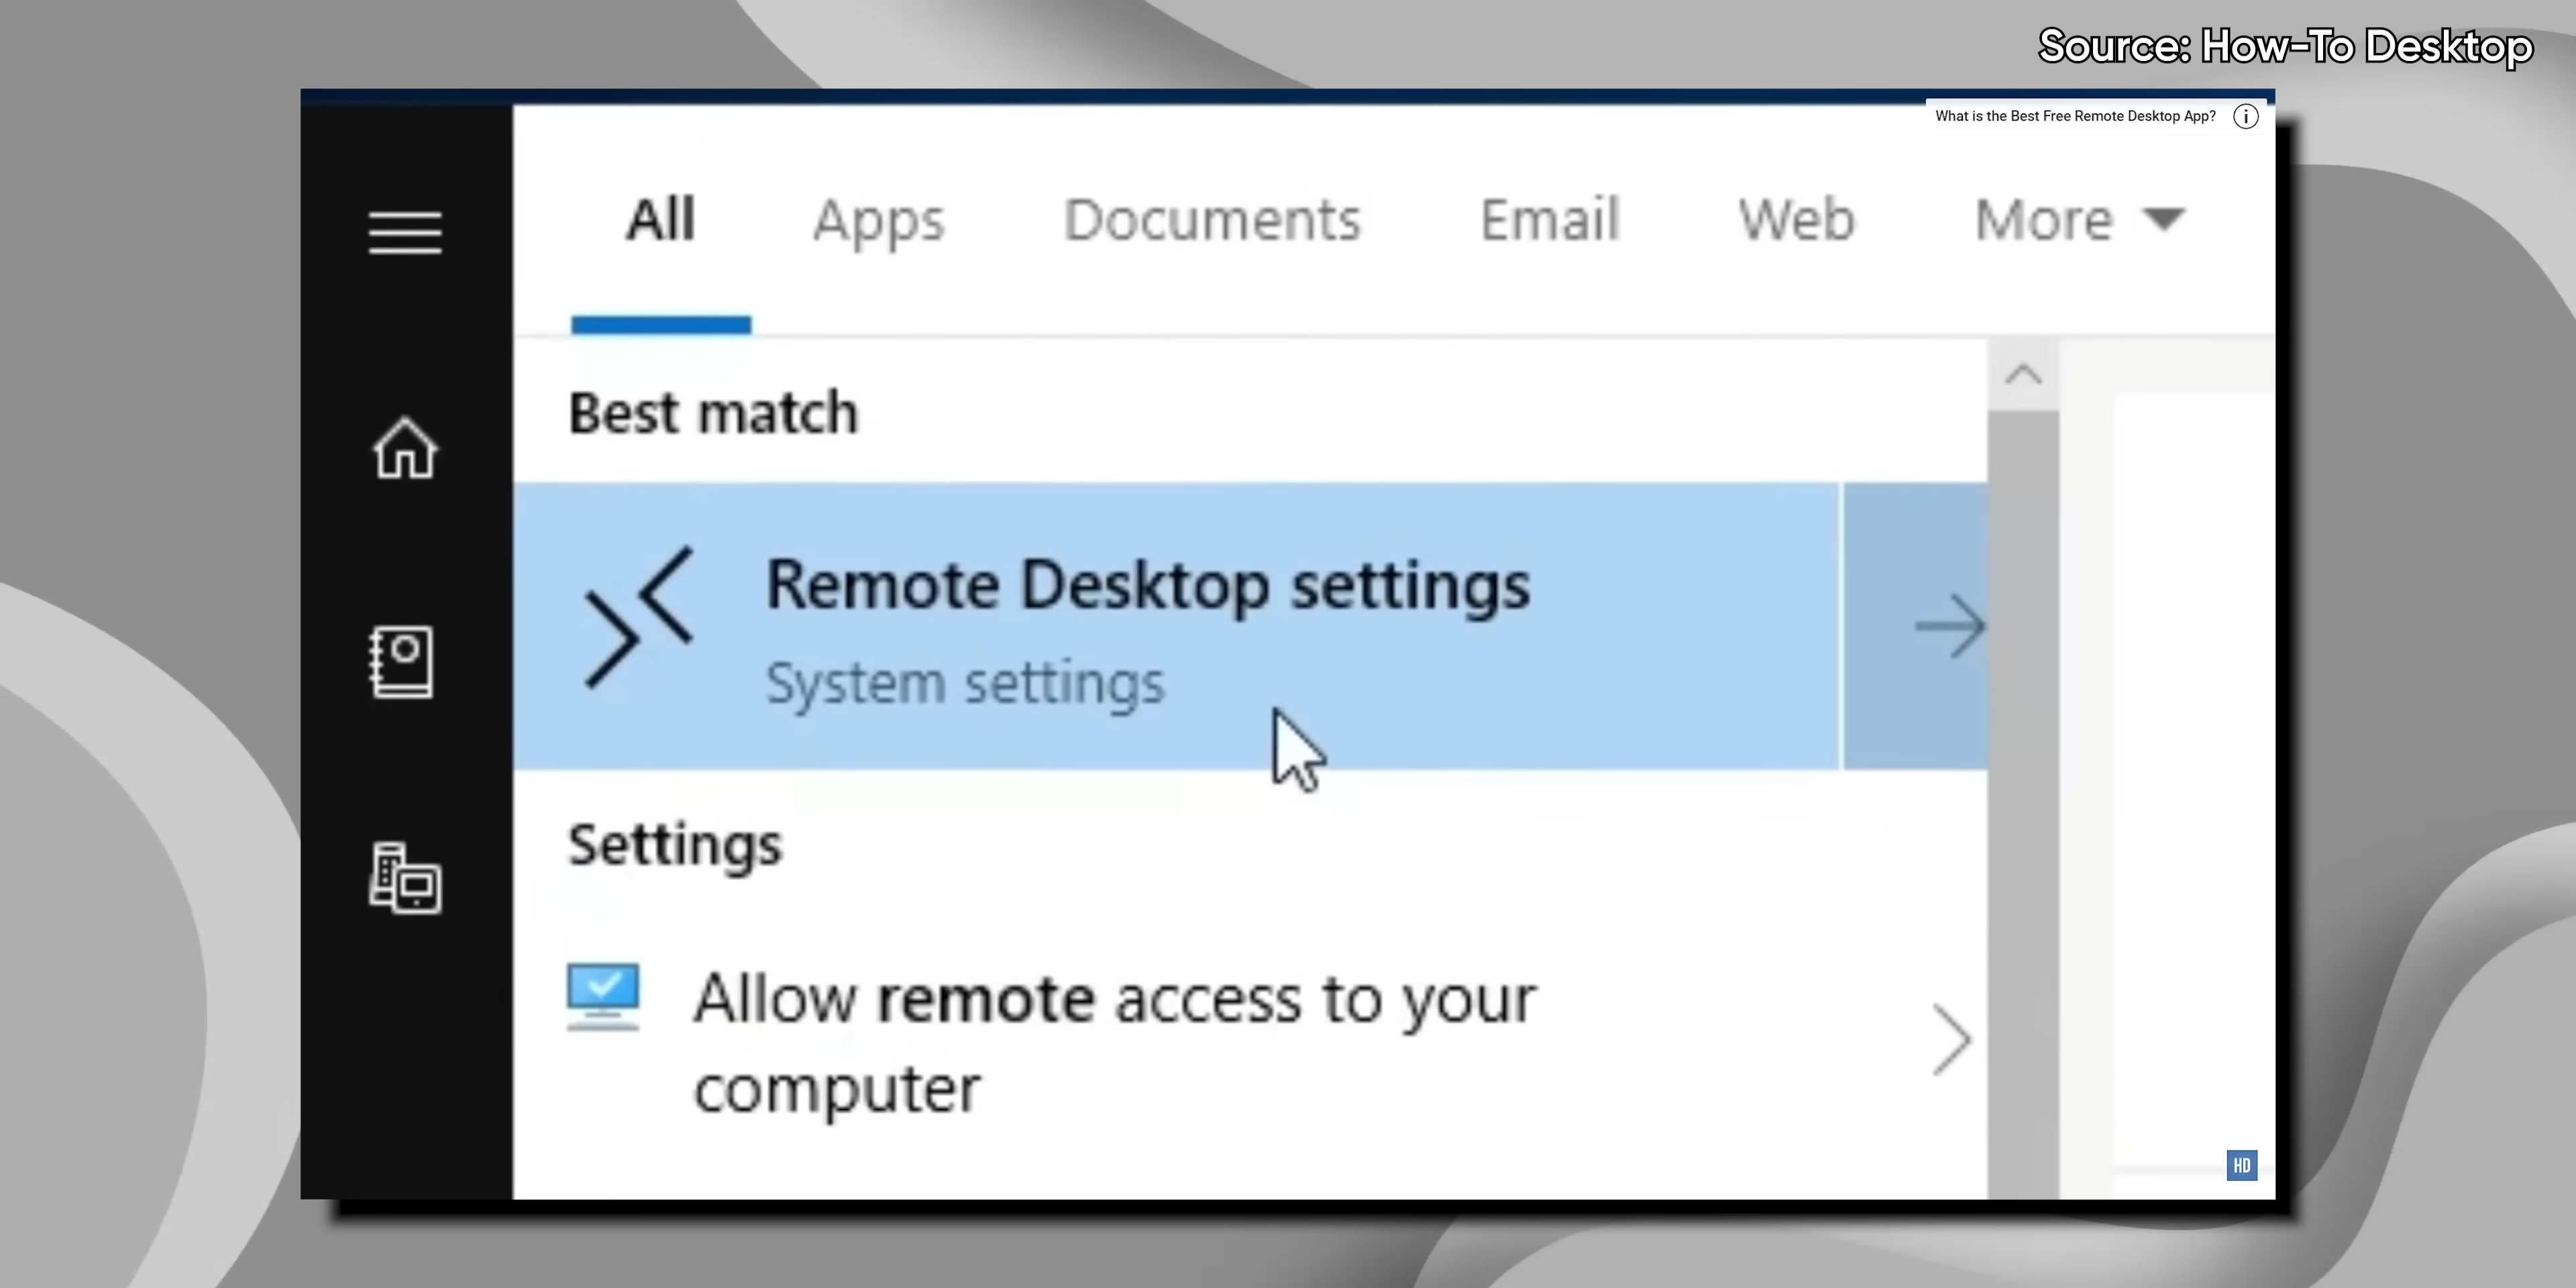 Source: How-To Desktop
What is the Best Free Remote Desktop App?
All Apps Documents Email Web More
Best match
Remote Desktop settings
System settings
Settings
Allow remote access to your
computer
HD